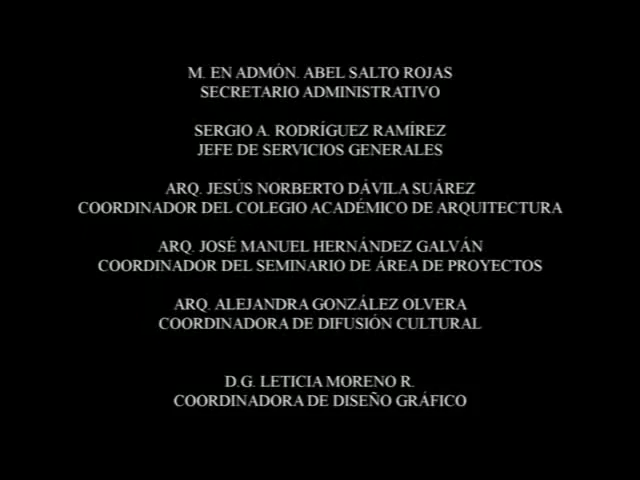 M. EN ADMÓN. ABEL SALTO ROJAS
SECRETARIO ADMINISTRATIVO
SERGIO A. RODRÍGUEZ RAMÍREZ
JEFE DE SERVICIOS GENERALES
ARQ. JESÚS NORBERTO DÁVILA SUÁREZ
COORDINADOR DEL COLEGIO ACADÉMICO DE ARQUITECTURA
ARQ. JOSÉ MANUEL HERNÁNDEZ GALVÁN
COORDINADOR DEL SEMINARIO DE ÁREA DE PROYECTOS
ARQ. ALEJANDRA GONZÁLEZ OLVERA
COORDINADORA DE DIFUSIÓN CULTURAL
D.G. LETICIA MORENO R.
COORDINADORA DE DISEÑO GRÁFICO